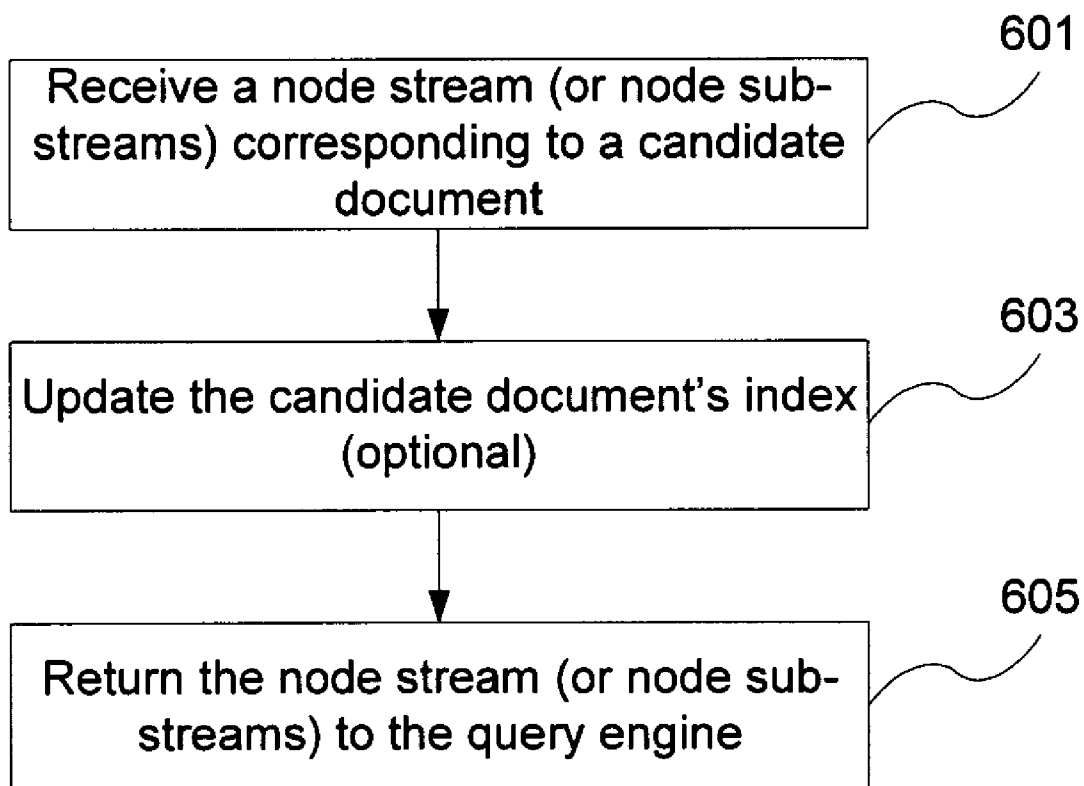 601
Receive a node stream (or node sub-
streams) corresponding to a candidate
document
603
Update the candidate document's index
(optional)
605
Return the node stream (or node sub-
streams) to the query engine